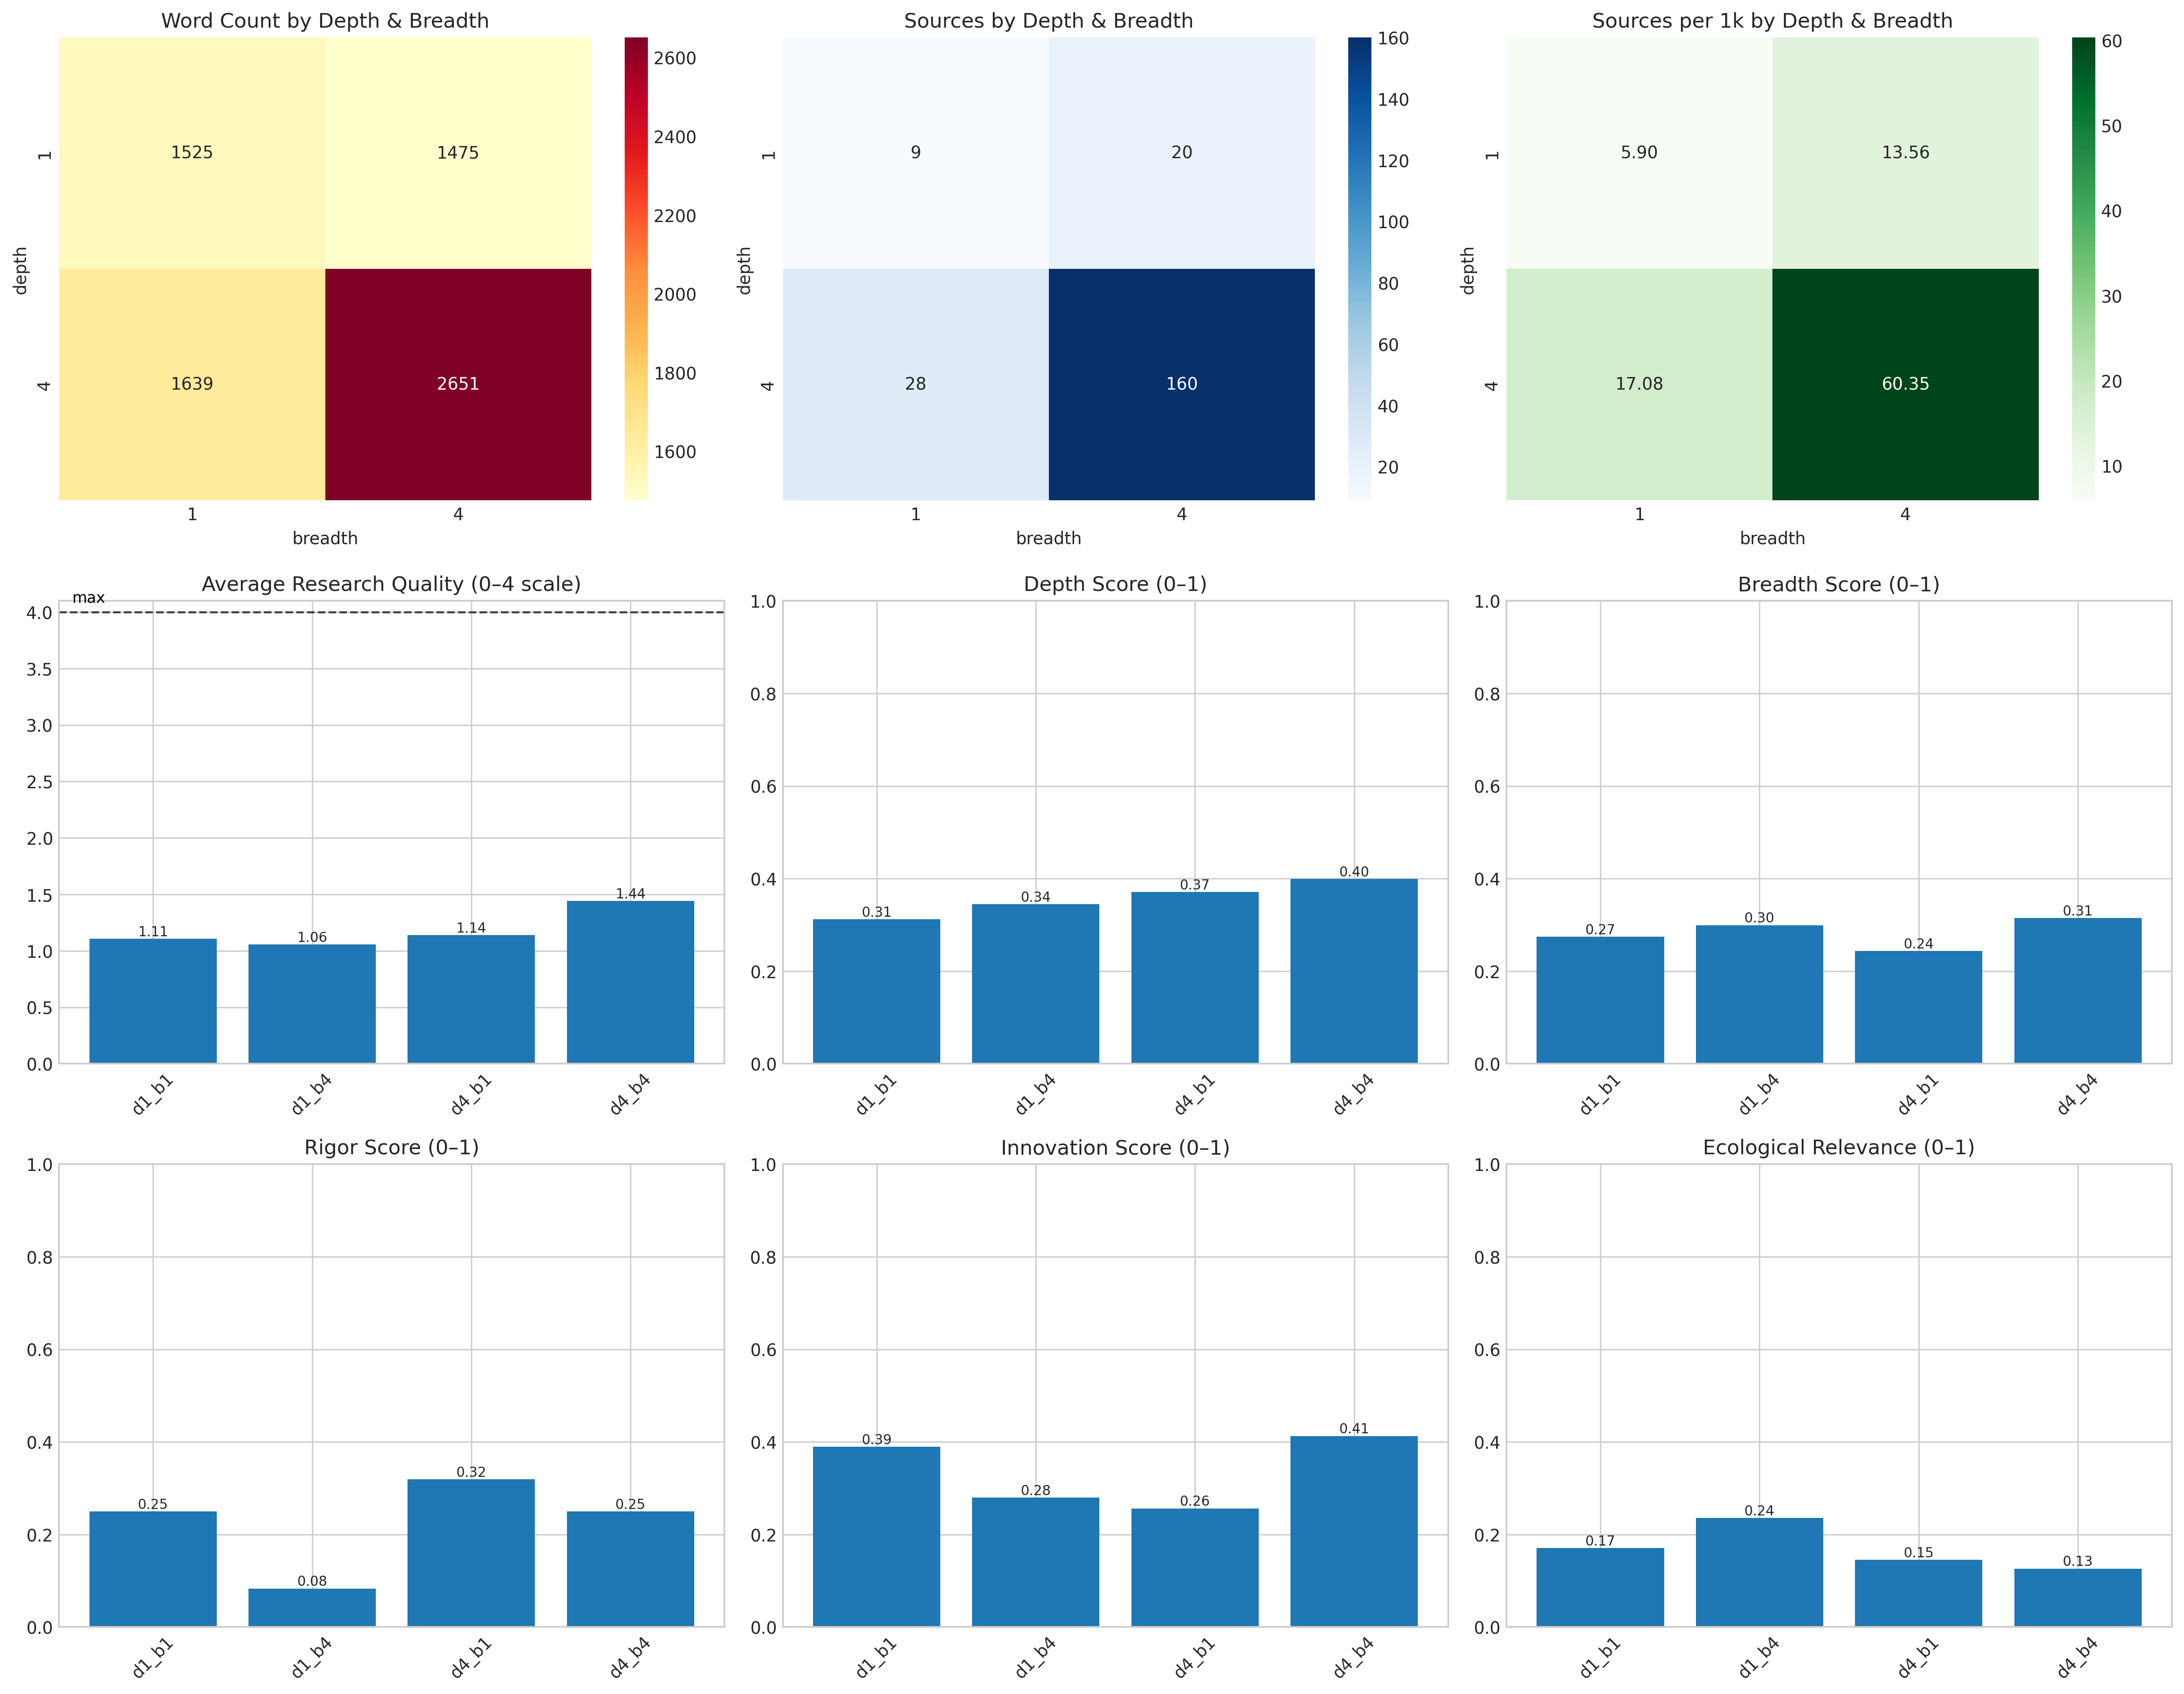 Word Count by Depth & Breadth
1525 1475
1639 2651
1
4
depth
1 4
breadth
2600
2400
2200
2000
1800
1600
Sources by Depth & Breadth
9 20
28 160
1
4
depth
1 4
breadth
160
140
120
100
80
60
40
20
Sources per 1k by Depth & Breadth
5.90 13.56
17.08 60.35
1
4
depth
1 4
breadth
60
50
40
30
20
10
Average Research Quality (0–4 scale)
max
4.0
3.5
3.0
2.5
2.0
1.5
1.0
0.5
0.0
1.11 1.06 1.14 1.44
d1_b1 d1_b4 d4_b1 d4_b4
Depth Score (0–1)
1.0
0.8
0.6
0.4
0.2
0.0
0.31 0.34 0.37 0.40
d1_b1 d1_b4 d4_b1 d4_b4
Breadth Score (0–1)
1.0
0.8
0.6
0.4
0.2
0.0
0.27 0.30 0.24 0.31
d1_b1 d1_b4 d4_b1 d4_b4
Rigor Score (0–1)
1.0
0.8
0.6
0.4
0.2
0.0
0.25 0.08 0.32 0.25
d1_b1 d1_b4 d4_b1 d4_b4
Innovation Score (0–1)
1.0
0.8
0.6
0.4
0.2
0.0
0.39 0.28 0.26 0.41
d1_b1 d1_b4 d4_b1 d4_b4
Ecological Relevance (0–1)
1.0
0.8
0.6
0.4
0.2
0.0
0.17 0.24 0.15 0.13
d1_b1 d1_b4 d4_b1 d4_b4